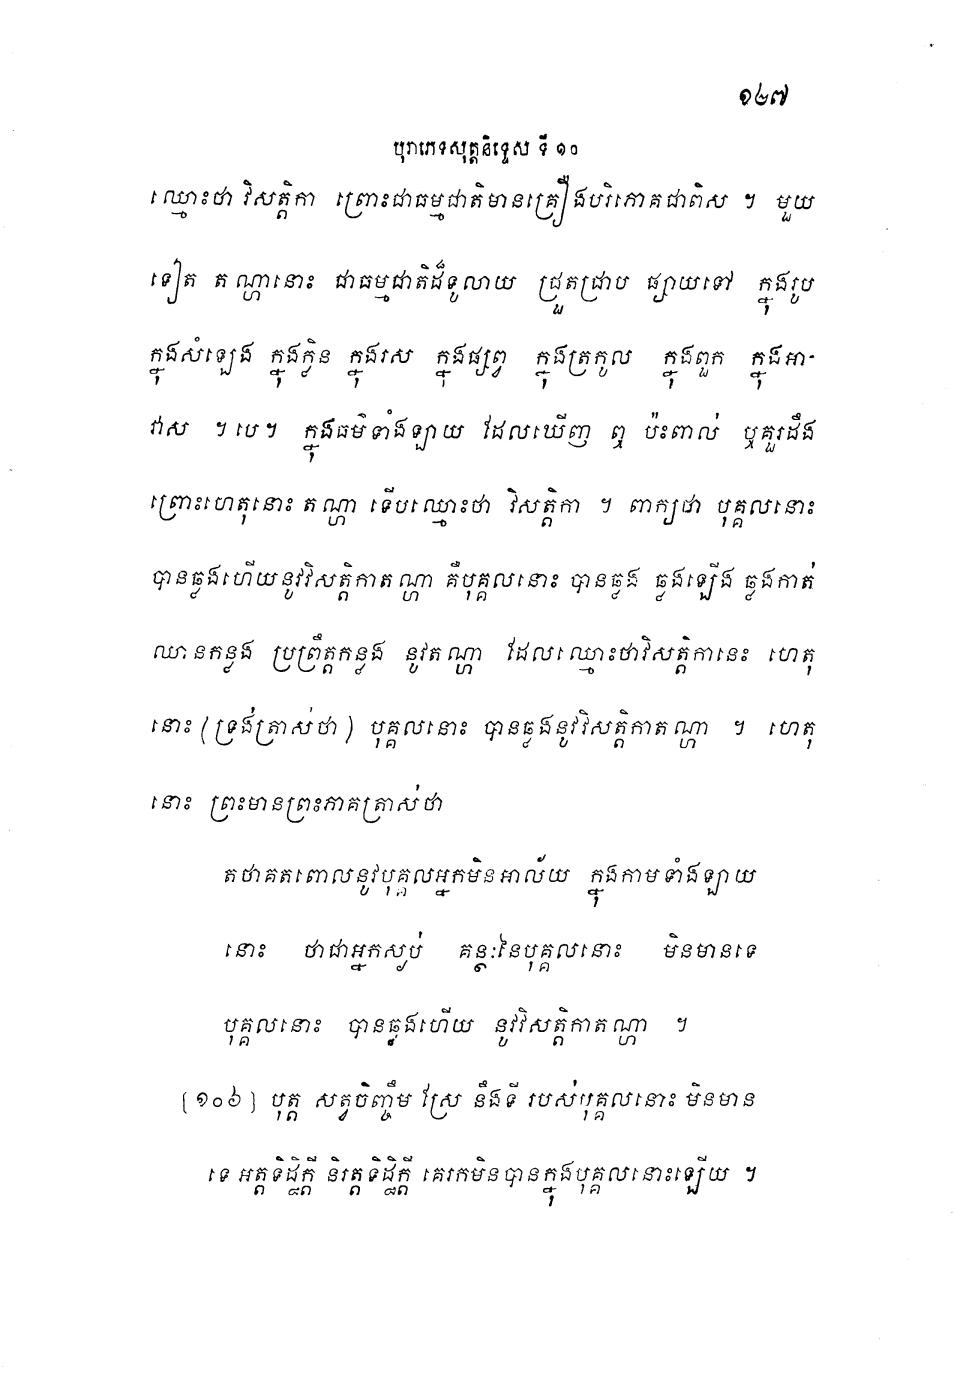 ១២៧
បុរាភេទសុត្តនិទ្ទេស ទី ១០
ឈ្មោះថា វិសត្តិកា ព្រោះជាធម្មជាតិមានគ្រឿងបរិភោគជាពិស ។ មួយ
ទៀត តណ្ហានោះ ជាធម្មជាតិដ៏ទូលាយ ជ្រួតជ្រាប ផ្សាយទៅ ក្នុងរូប
ក្នុងសំឡេង ក្នុងក្លិន ក្នុងរស ក្នុងផ្សព្វ ក្នុងត្រកូល ក្នុងពួក ក្នុងអា-
វាស ។បេ។ ក្នុងធម៌ទាំងឡាយ ដែលឃើញ ឮ ប៉ះពាល់ ឬគួរដឹង
ព្រោះហេតុនោះ តណ្ហា ទើបឈ្មោះថា វិសត្តិកា ។ ពាក្យថា បុគ្គលនោះ
បានឆ្លងហើយនូវវិសត្តិកាតណ្ហា គឺបុគ្គលនោះ បានឆ្លង ឆ្លងឡើង ឆ្លងកាត់
ឈានកន្លង ប្រព្រឹត្តកន្លង នូវតណ្ហា ដែលឈ្មោះថាវិសត្តិកានេះ ហេតុ
នោះ (ទ្រង់ត្រាស់ថា) បុគ្គលនោះ បានឆ្លងនូវវិសត្តិកាតណ្ហា ។ ហេតុ
នោះ ព្រះមានព្រះភាគត្រាស់ថា
តថាគតពោលនូវបុគ្គលអ្នកមិនអាល័យ ក្នុងកាមទាំងឡាយ
នោះ ថាជាអ្នកស្ងប់ គន្ថៈនៃបុគ្គលនោះ មិនមានទេ
បុគ្គលនោះ បានឆ្លងហើយ នូវវិសត្តិកាតណ្ហា ។
(១០៦) បុត្ត សត្វចិញ្ចឹម ស្រែ នឹងទី របស់បុគ្គលនោះ មិនមាន
ទេ អត្តទិដ្ឋិក្តី និរត្តទិដ្ឋិក្តី គេរកមិនបានក្នុងបុគ្គលនោះឡើយ ។